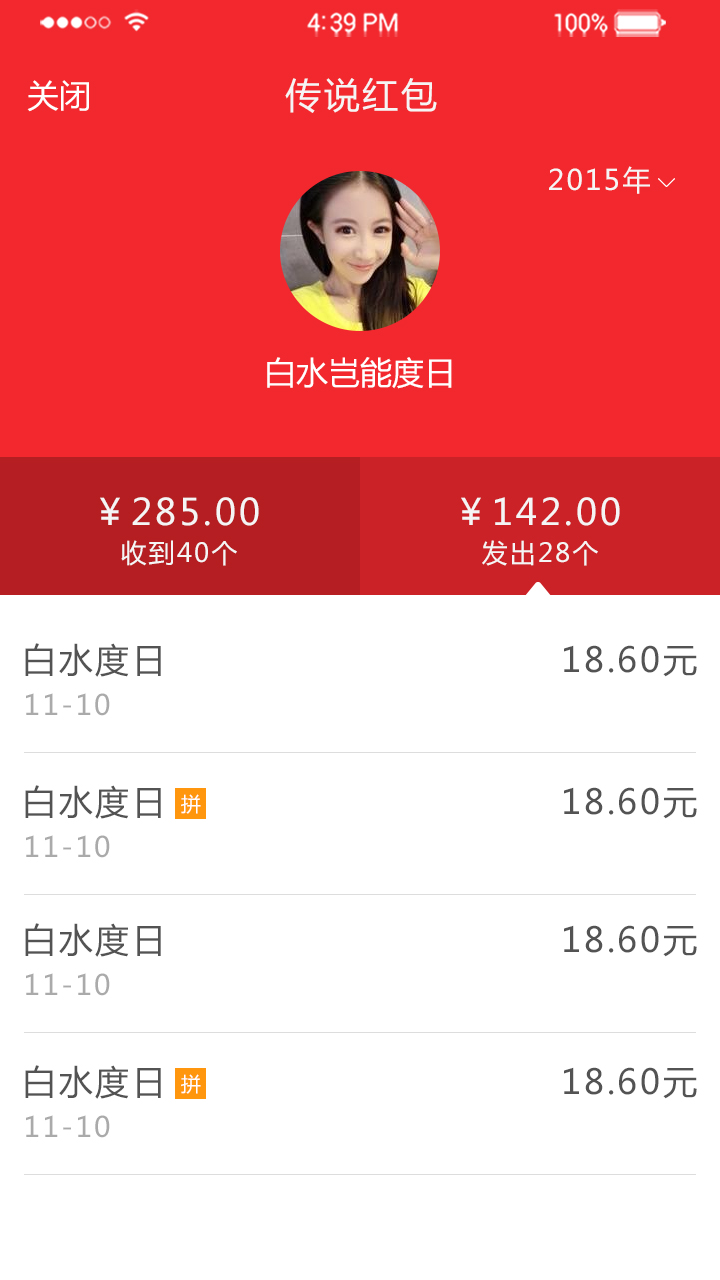 4:39 PM 100%
关闭 传说红包
2015年
白水岂能度日
¥285.00 ¥142.00
收到40个 发出28个
白水度日 18.60元
11-10
白水度日 拼 18.60元
11-10
白水度日 18.60元
11-10
白水度日 拼 18.60元
11-10